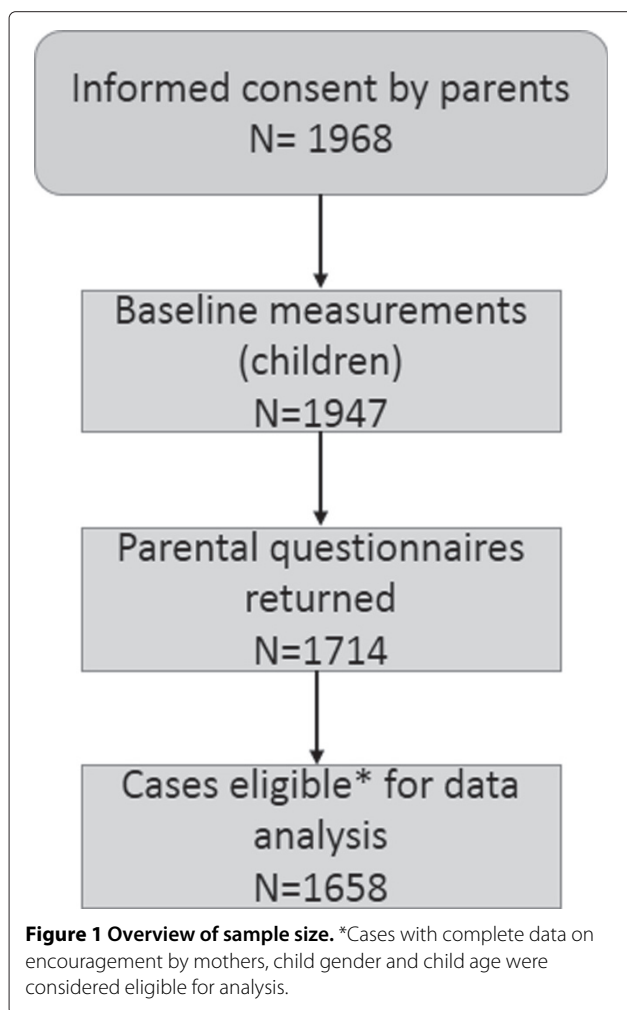 Informed consent by parents
N= 1968
Baseline measurements
(children)
N=1947
Parental questionnaires
returned
N=1714
Cases eligible* for data
analysis
N=1658
Figure 1 Overview of sample size. *Cases with complete data on
encouragement by mothers, child gender and child age were
considered eligible for analysis.